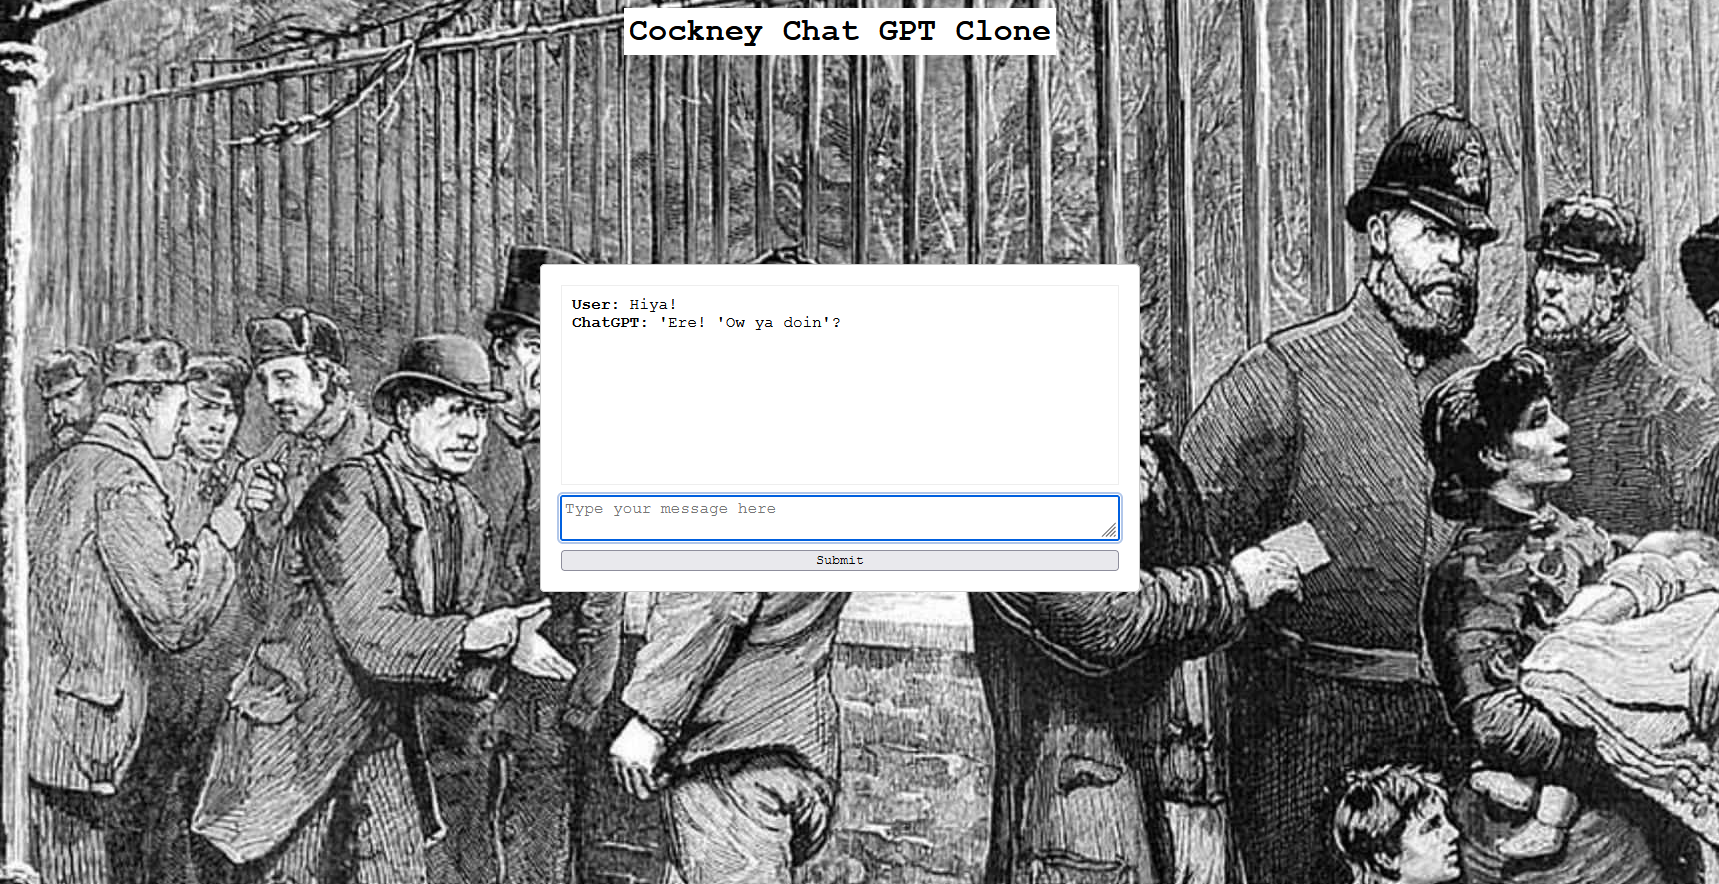 Cockney Chat GPT Clone
User: Hiya!
ChatGPT: 'Ere! 'Ow ya doin'?
Type your message here
Submit